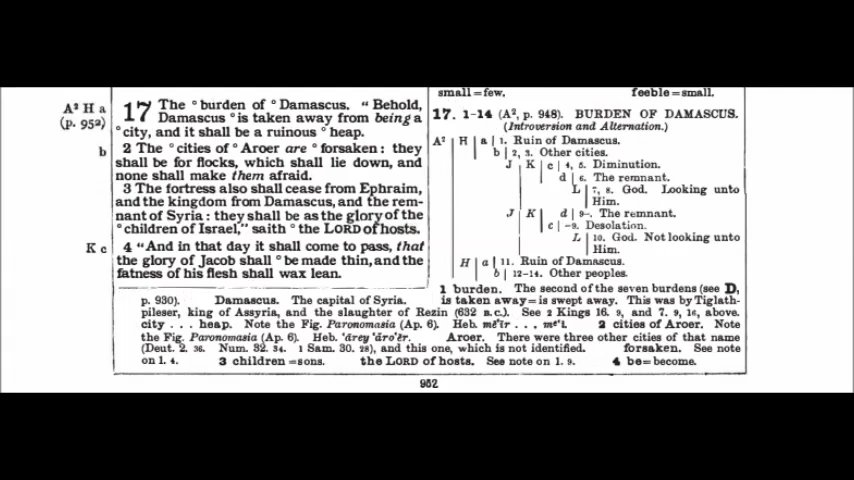 A² H a
(p. 952)
b
K c
17 The °burden of °Damascus. "Behold,
Damascus °is taken away from being a
°city, and it shall be a ruinous °heap.
2 The °cities of °Aroer are °forsaken: they
shall be for flocks, which shall lie down, and
none shall make them afraid.
3 The fortress also shall cease from Ephraim,
and the kingdom from Damascus, and the rem-
nant of Syria: they shall be as the glory of the
°children of Israel," saith °the LORD of hosts.
4 "And in that day it shall come to pass, that
the glory of Jacob shall °be made thin, and the
fatness of his flesh shall wax lean.
small=few. feeble=small.
17. 1-14 (A², p. 948). BURDEN OF DAMASCUS.
(Introversion and Alternation.)
A² | H | a | 1. Ruin of Damascus.
b | 2, 3. Other cities.
J | K | c | 4, 5. Diminution.
d | 6. The remnant.
L | 7, 8. God. Looking unto
Him.
J | K | d | 9-. The remnant.
c | -9. Desolation.
L | 10. God. Not looking unto
Him.
H | a | 11. Ruin of Damascus.
b | 12-14. Other peoples.
1 burden. The second of the seven burdens (see D,
p. 930). Damascus. The capital of Syria. is taken away=is swept away. This was by Tiglath-
pileser, king of Assyria, and the slaughter of Rezin (632 B.C.). See 2 Kings 16. 9, and 7. 9, 16, above.
city . . . heap. Note the Fig. Paronomasia (Ap. 6). Heb. mē'īr . . . me'ī. 2 cities of Aroer. Note
the Fig. Paronomasia (Ap. 6). Heb. 'ārey 'ăro'ēr. Aroer. There were three other cities of that name
(Deut. 2. 36. Num. 32. 34. 1 Sam. 30. 28), and this one, which is not identified. forsaken. See note
on 1. 4. 3 children=sons. the LORD of hosts. See note on 1. 9. 4 be=become.
952